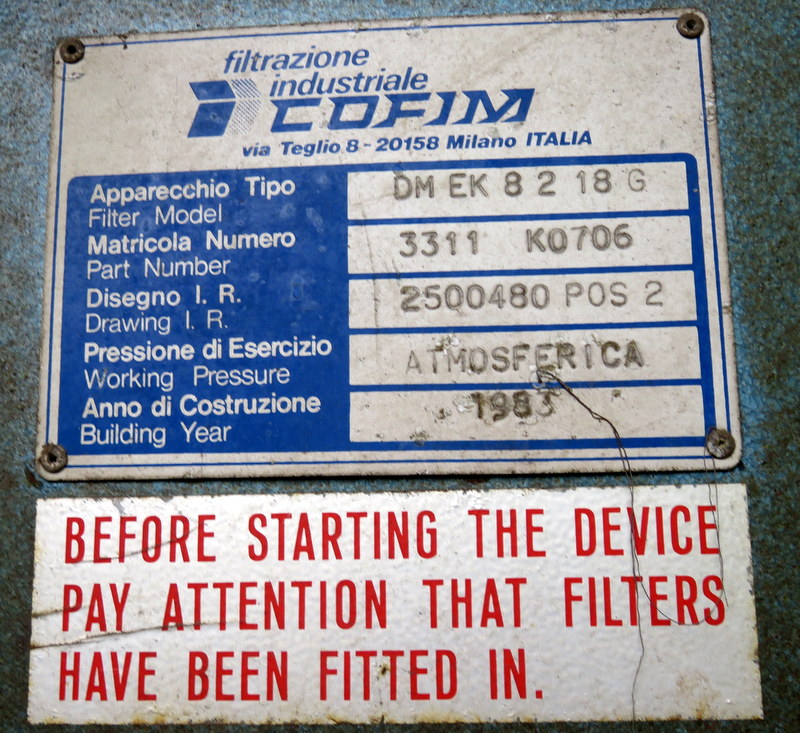 filtrazione
industriale
COFIM
via Teglio 8 - 20158 Milano ITALIA
Apparecchio Tipo
Filter Model
DM EK 8 2 18 G
Matricola Numero
Part Number
3311 K0706
Disegno I. R.
Drawing I. R.
2500480 POS 2
Pressione di Esercizio
Working Pressure
ATMOSFERICA
Anno di Costruzione
Building Year
1983
BEFORE STARTING THE DEVICE
PAY ATTENTION THAT FILTERS
HAVE BEEN FITTED IN.